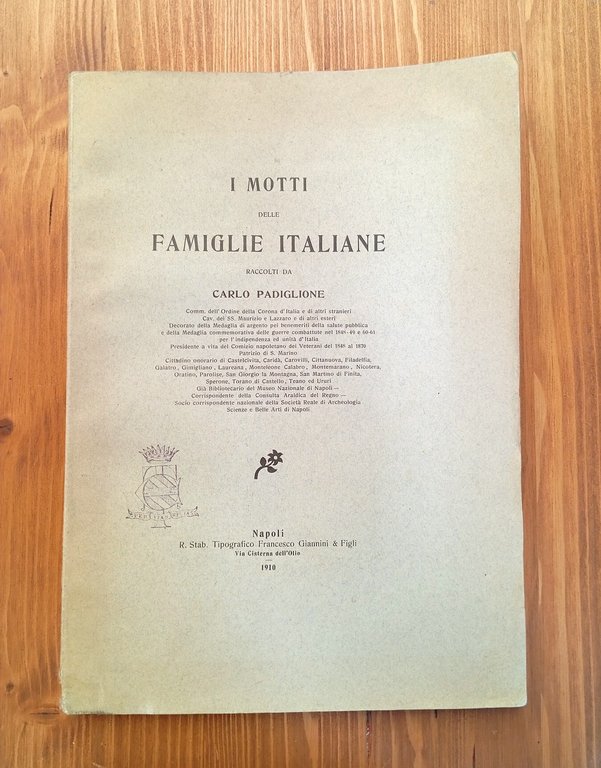 I MOTTI
DELLE
FAMIGLIE ITALIANE
RACCOLTI DA
CARLO PADIGLIONE
Comm. dell'Ordine della Corona d'Italia e di altri stranieri
Cav. dei SS. Maurizio e Lazzaro e di altri esteri
Decorato della Medaglia di argento pei benemeriti della salute pubblica
e della Medaglia commemorativa delle guerre combattute nel 1848-49 e 60-61
per l'indipendenza ed unità d'Italia
Presidente a vita del Comizio napoletano dei Veterani del 1848 al 1870
Patrizio di S. Marino
Cittadino onorario di Castelcivita, Caridà, Carovilli, Cittanuova, Filadelfia,
Galatro, Gimigliano, Laureana, Monteleone Calabro, Montemarano, Nicotera,
Oratino, Parolise, San Giorgio la Montagna, San Martino di Finita,
Sperone, Torano di Castello, Teano ed Ururi
Già Bibliotecario del Museo Nazionale di Napoli —
Corrispondente della Consulta Araldica del Regno —
Socio corrispondente nazionale della Società Reale di Archeologia
Scienze e Belle Arti di Napoli
Napoli
R. Stab. Tipografico Francesco Giannini & Figli
Via Cisterna dell'Olio
1910